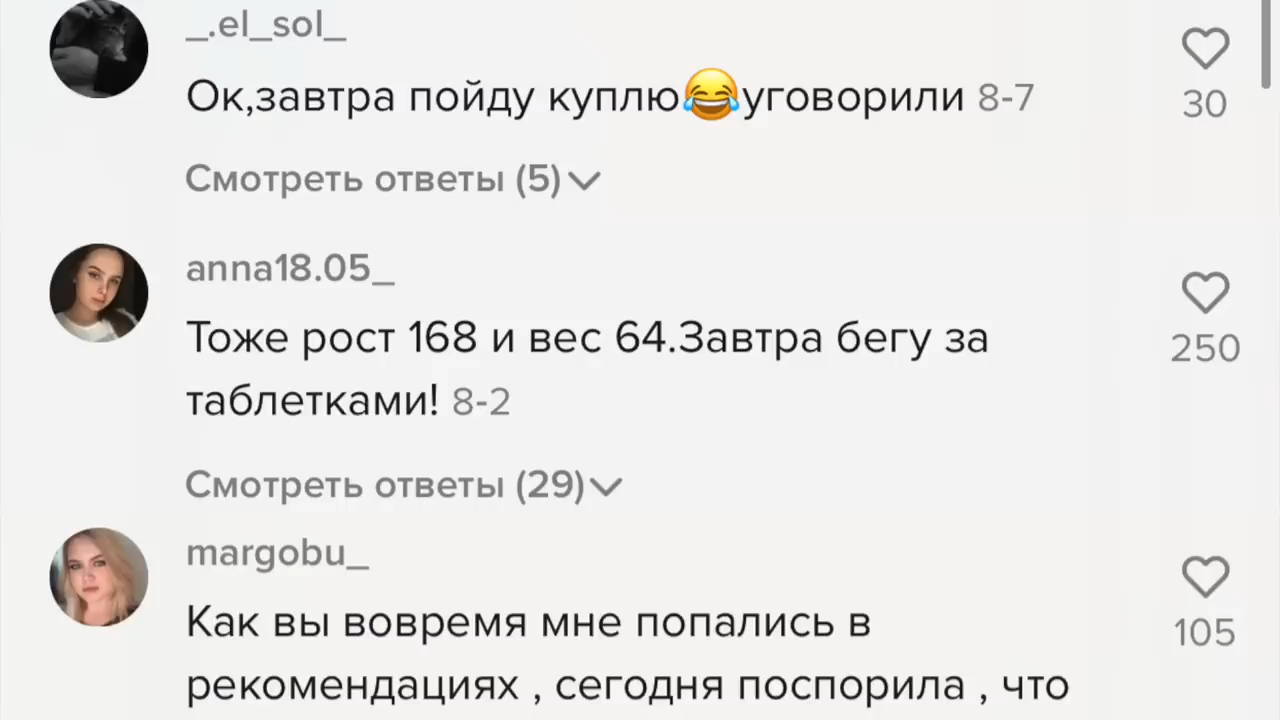 _.el_sol_
Ок,завтра пойду куплю😂уговорили 8-7
30
Смотреть ответы (5)
anna18.05_
Тоже рост 168 и вес 64.Завтра бегу за
таблетками! 8-2
250
Смотреть ответы (29)
margobu_
Как вы вовремя мне попались в
105
рекомендациях , сегодня поспорила , что